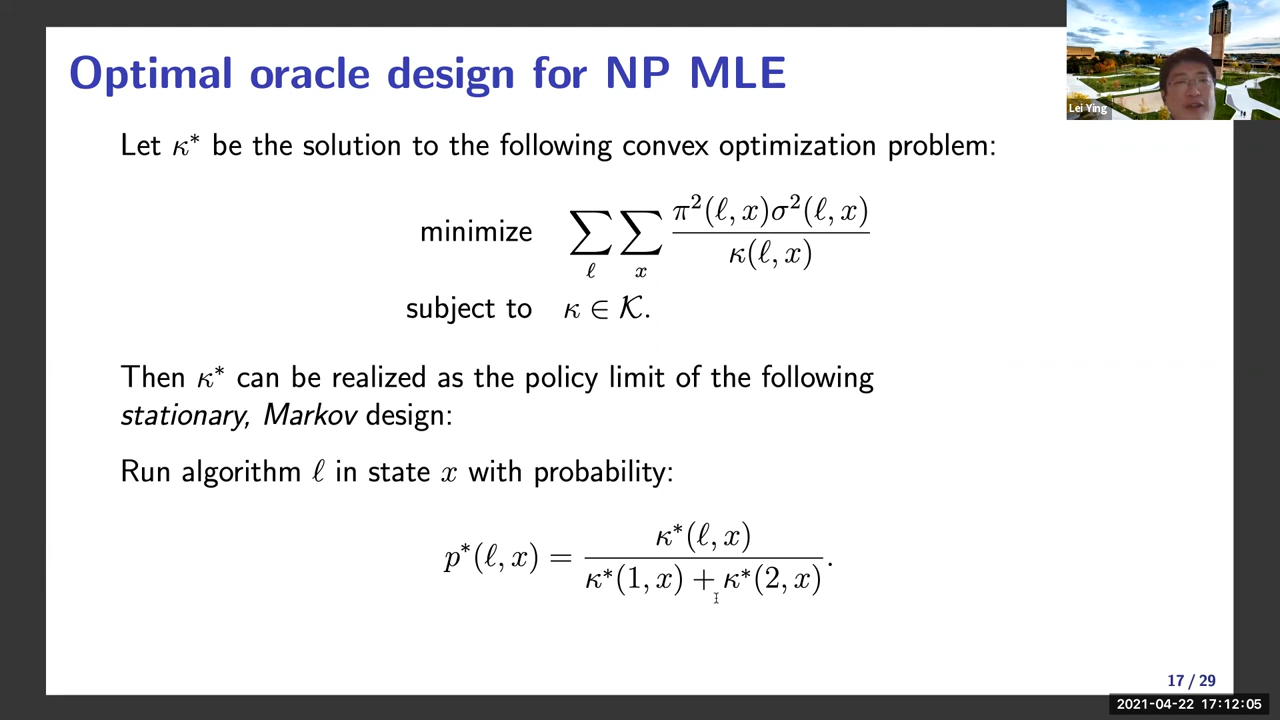 Optimal oracle design for NP MLE
Lei Ying
Let κ* be the solution to the following convex optimization problem:
minimize ∑_ℓ ∑_x π²(ℓ, x)σ²(ℓ, x) / κ(ℓ, x)
subject to κ ∈ 𝒦.
Then κ* can be realized as the policy limit of the following
stationary, Markov design:
Run algorithm ℓ in state x with probability:
p*(ℓ, x) = κ*(ℓ, x) / κ*(1, x) + κ*(2, x) .
17 / 29
2021-04-22 17:12:05